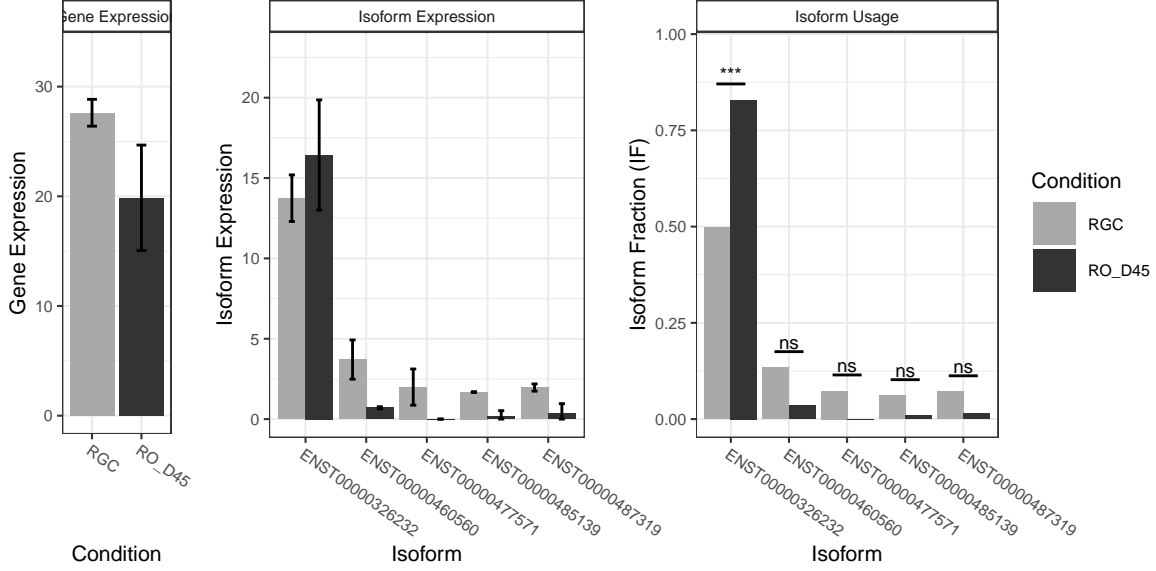 Gene Expression
Gene Expression
30
20
10
0
RGC
RO_D45
Condition
Isoform Expression
Isoform Expression
20
15
10
5
0
ENST00000326232
ENST00000460560
ENST00000477571
ENST00000485139
ENST00000487319
Isoform
Isoform Usage
Isoform Fraction (IF)
1.00
0.75
0.50
0.25
0.00
***
ns
ns
ns
ns
ENST00000326232
ENST00000460560
ENST00000477571
ENST00000485139
ENST00000487319
Isoform
Condition
RGC
RO_D45